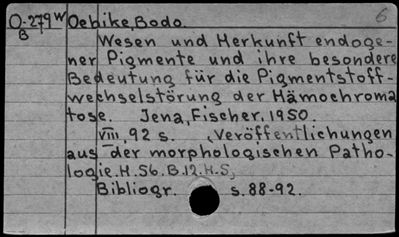 O-279W Oehike, Bodo. 6
B
Wesen und Herkunft endoge-
ner Pigmente und ihre besondere
Bedeutung für die Pigmentstoff-
wechselstörung der Hämochroma
tose. Jena, Fischer, 1950.
VIII, 92 s. (Veröffentlichungen
aus der morphologischen Patho-
logie. H. 56. B. 12. H. 5)
Bibliogr. s. 88-92.